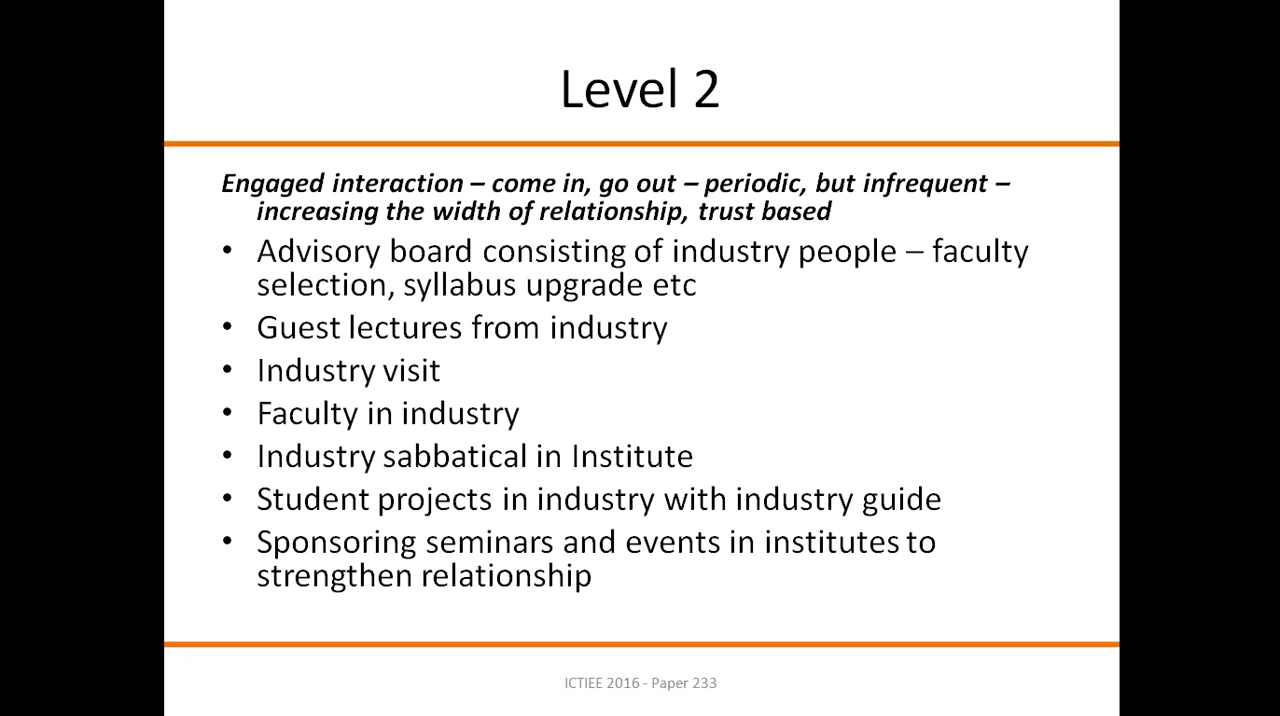 Level 2
Engaged interaction – come in, go out – periodic, but infrequent –
increasing the width of relationship, trust based
• Advisory board consisting of industry people – faculty
selection, syllabus upgrade etc
• Guest lectures from industry
• Industry visit
• Faculty in industry
• Industry sabbatical in Institute
• Student projects in industry with industry guide
• Sponsoring seminars and events in institutes to
strengthen relationship
ICTIEE 2016 - Paper 233